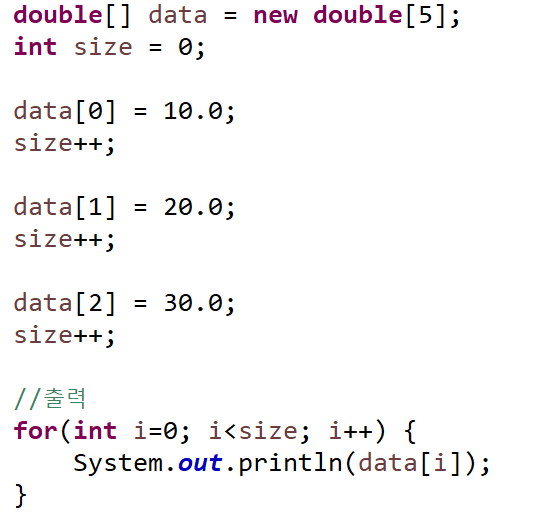 double[] data = new double[5];
int size = 0;
data[0] = 10.0;
size++;
data[1] = 20.0;
size++;
data[2] = 30.0;
size++;
//출력
for(int i=0; i<size; i++) {
    System.out.println(data[i]);
}